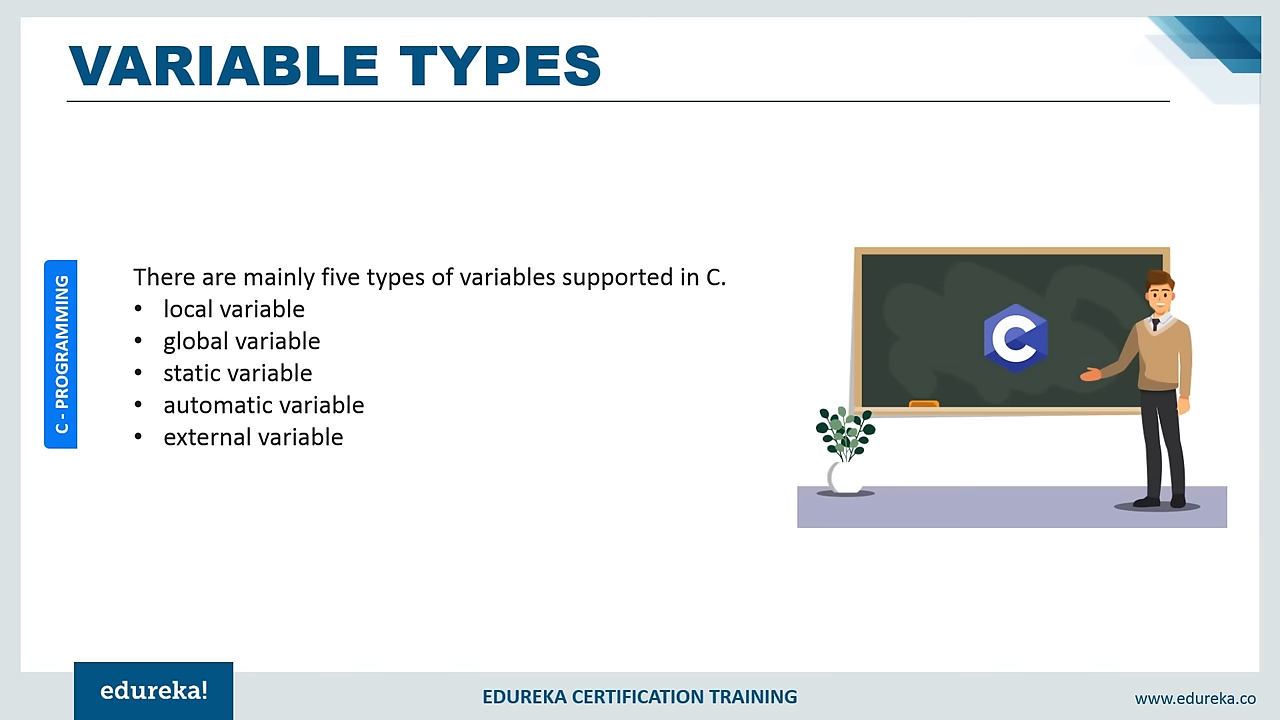 VARIABLE TYPES
C - PROGRAMMING
There are mainly five types of variables supported in C.
• local variable
• global variable
• static variable
• automatic variable
• external variable
C
edureka!
EDUREKA CERTIFICATION TRAINING
www.edureka.co